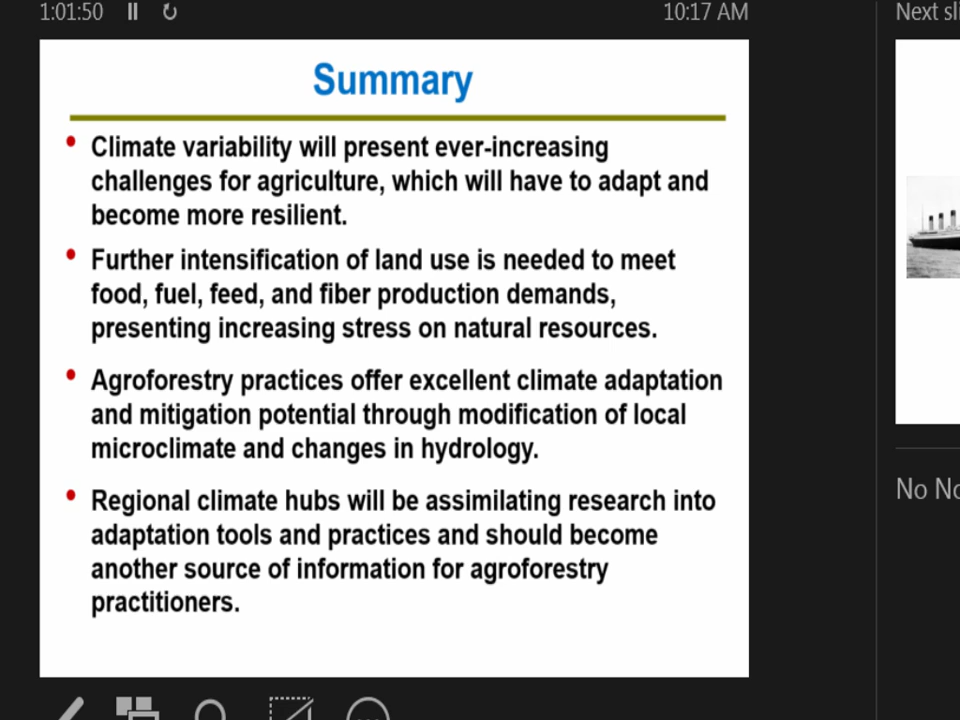 1:01:50
10:17 AM
Next
Summary
• Climate variability will present ever-increasing
challenges for agriculture, which will have to adapt and
become more resilient.
• Further intensification of land use is needed to meet
food, fuel, feed, and fiber production demands,
presenting increasing stress on natural resources.
• Agroforestry practices offer excellent climate adaptation
and mitigation potential through modification of local
microclimate and changes in hydrology.
• Regional climate hubs will be assimilating research into
adaptation tools and practices and should become
another source of information for agroforestry
practitioners.
No